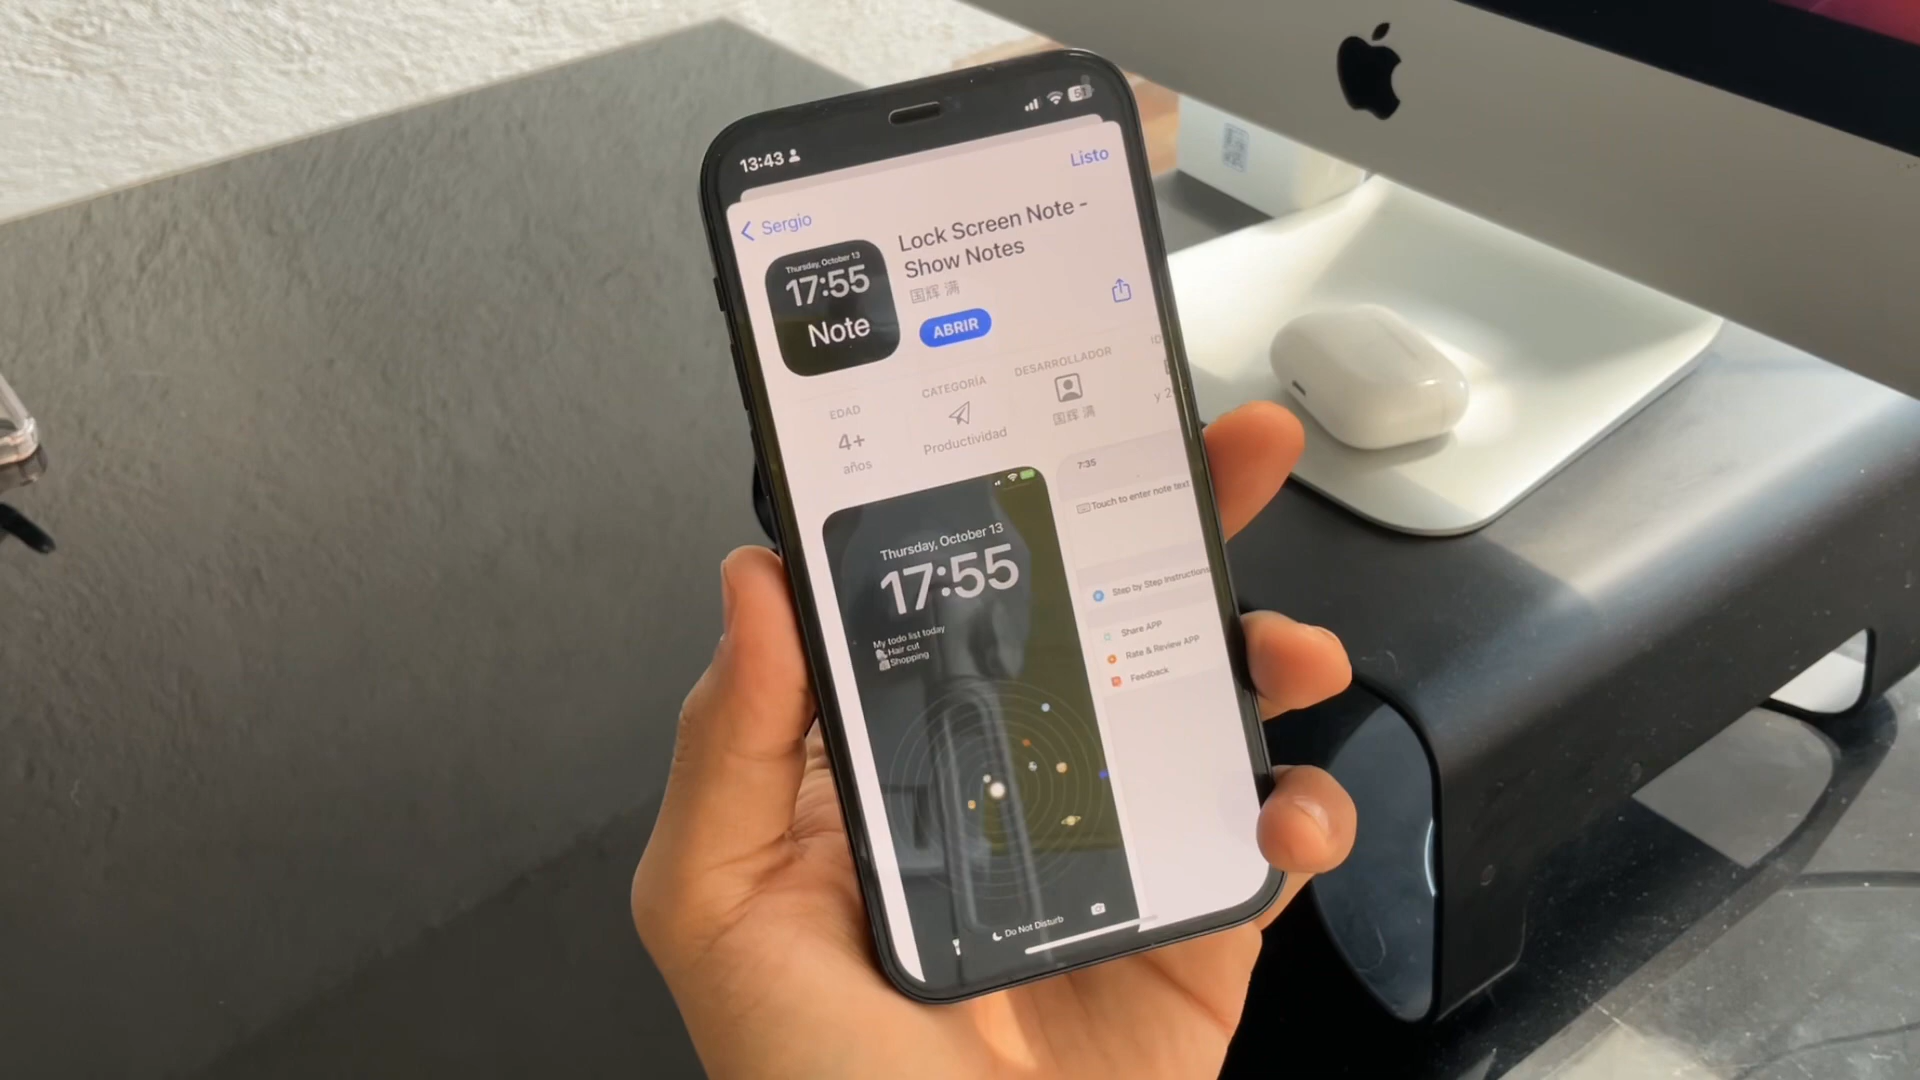 13:43
51
Listo
Sergio
Thursday, October 13
17:55
Note
Lock Screen Note -
Show Notes
国辉 满
ABRIR
EDAD
4+
años
CATEGORÍA
Productividad
DESARROLLADOR
国辉 满
Thursday, October 13
17:55
My todo list today
Hair cut
Shopping
Do Not Disturb
7:35
Touch to enter note text
Step by Step Instructions
Share APP
Rate & Review APP
Feedback